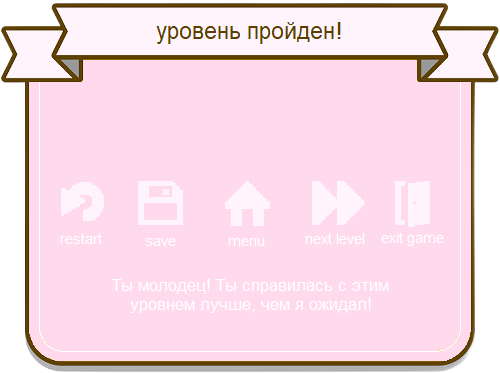 уровень пройден!
restart save menu next level exit game
Ты молодец! Ты справилась с этим
уровнем лучше, чем я ожидал!